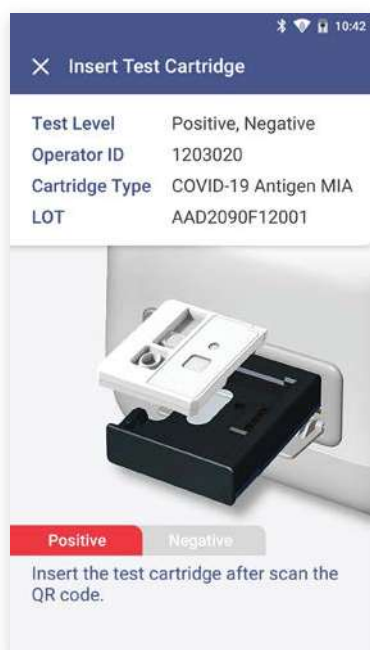 10:42
Insert Test Cartridge
Test Level Positive, Negative
Operator ID 1203020
Cartridge Type COVID-19 Antigen MIA
LOT AAD2090F12001
Positive Negative
Insert the test cartridge after scan the
QR code.